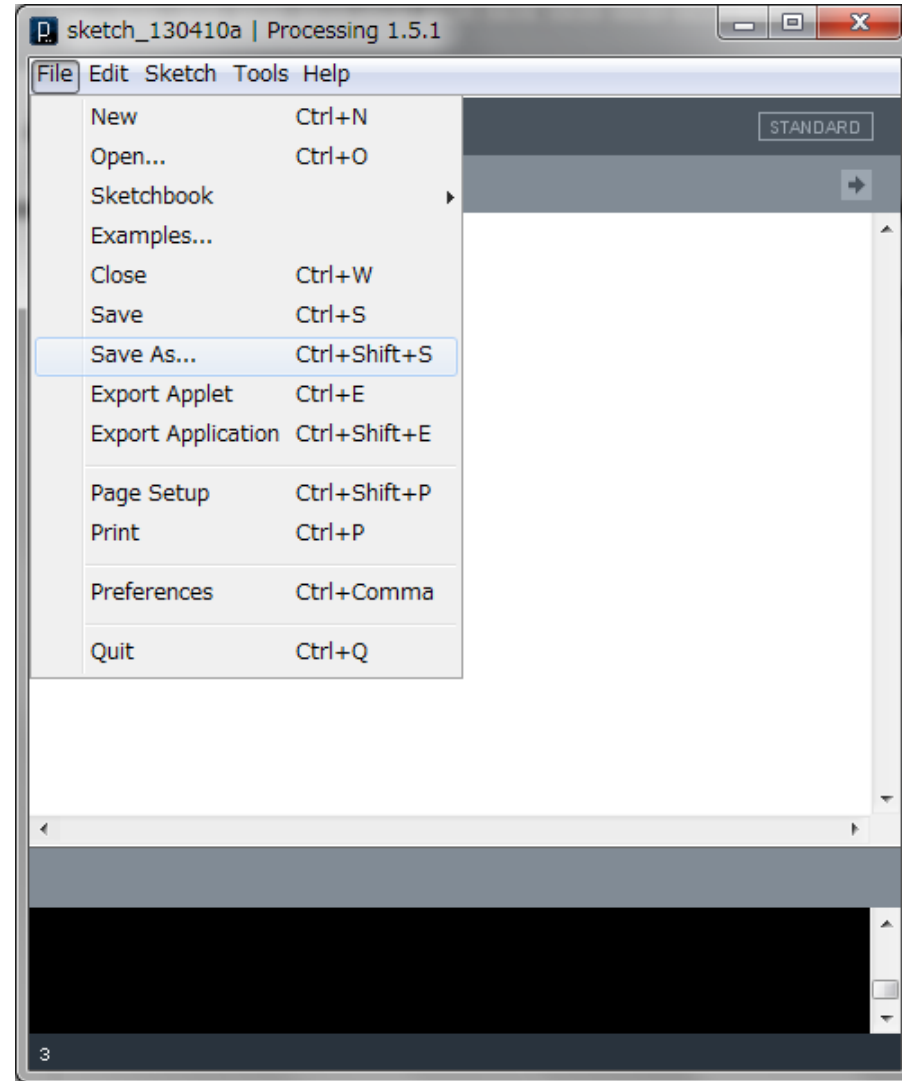 sketch_130410a | Processing 1.5.1
File Edit Sketch Tools Help
STANDARD
New Ctrl+N
Open... Ctrl+O
Sketchbook
Examples...
Close Ctrl+W
Save Ctrl+S
Save As... Ctrl+Shift+S
Export Applet Ctrl+E
Export Application Ctrl+Shift+E
Page Setup Ctrl+Shift+P
Print Ctrl+P
Preferences Ctrl+Comma
Quit Ctrl+Q
3